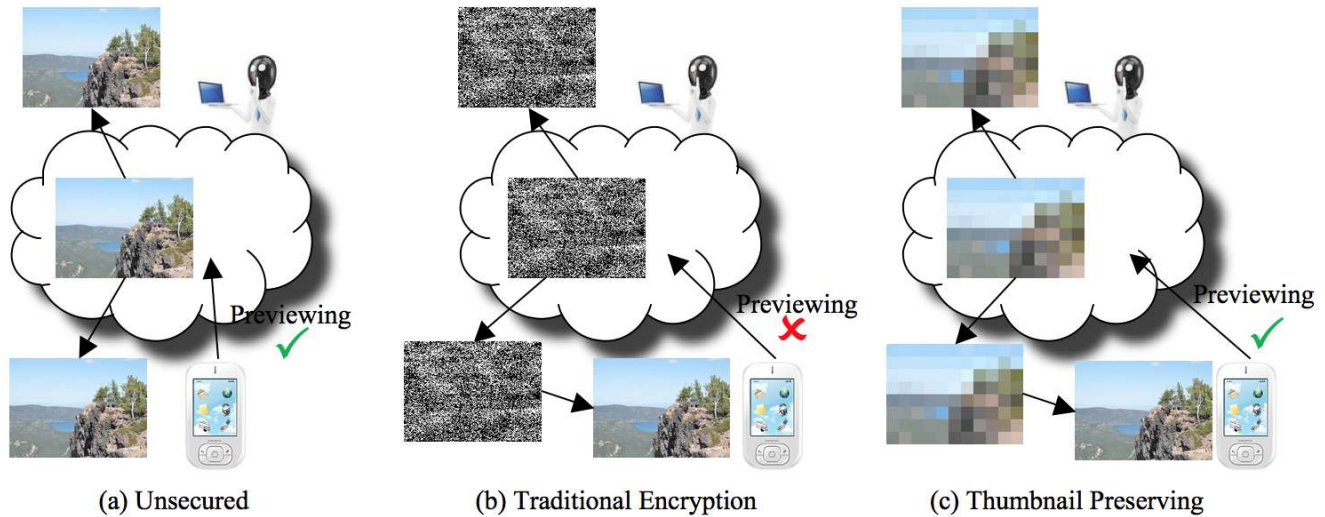 Previewing
Previewing
Previewing
(a) Unsecured
(b) Traditional Encryption
(c) Thumbnail Preserving